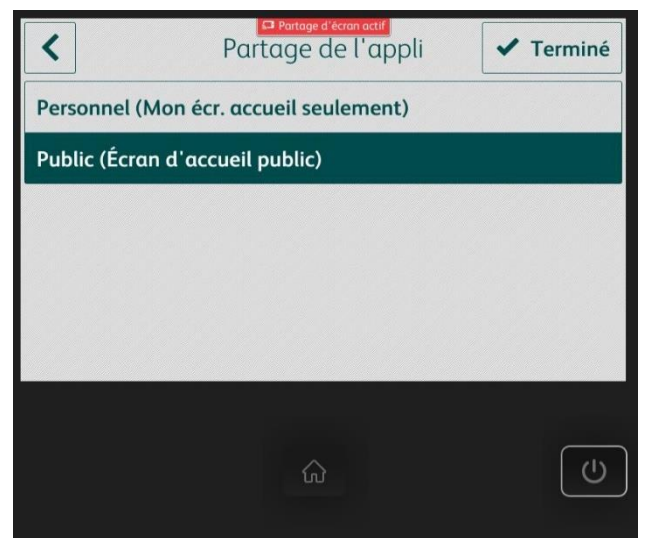 Partage d'écran actif
Partage de l'appli
Terminé
Personnel (Mon écr. accueil seulement)
Public (Écran d'accueil public)